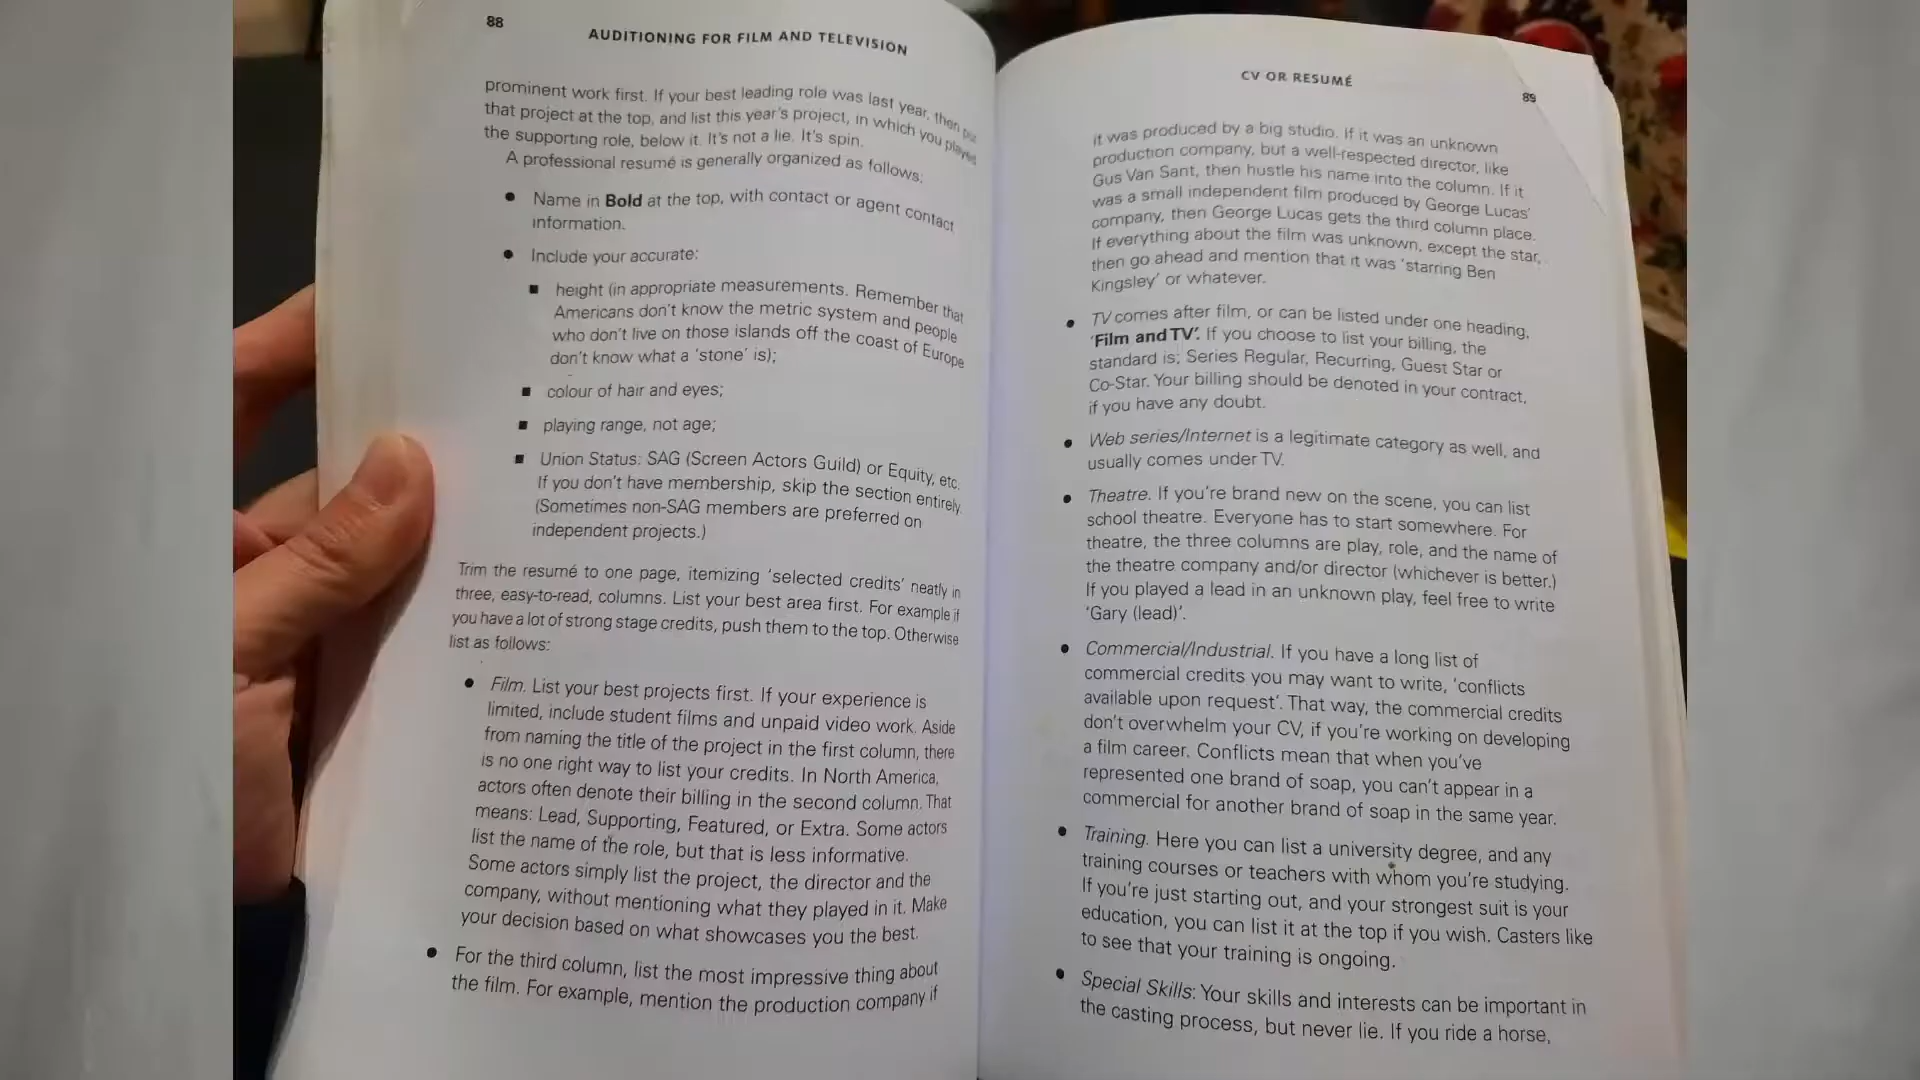 88
AUDITIONING FOR FILM AND TELEVISION
prominent work first. If your best leading role was last year, then put
that project at the top, and list this year's project, in which you played
the supporting role, below it. It's not a lie. It's spin.
A professional resumé is generally organized as follows:
● Name in Bold at the top, with contact or agent contact
information.
● Include your accurate:
■ height (in appropriate measurements. Remember that
Americans don't know the metric system and people
who don't live on those islands off the coast of Europe
don't know what a 'stone' is);
■ colour of hair and eyes;
■ playing range, not age;
■ Union Status: SAG (Screen Actors Guild) or Equity, etc.
If you don't have membership, skip the section entirely.
(Sometimes non-SAG members are preferred on
independent projects.)
Trim the resumé to one page, itemizing 'selected credits' neatly in
three, easy-to-read, columns. List your best area first. For example if
you have a lot of strong stage credits, push them to the top. Otherwise
list as follows:
● Film. List your best projects first. If your experience is
limited, include student films and unpaid video work. Aside
from naming the title of the project in the first column, there
is no one right way to list your credits. In North America,
actors often denote their billing in the second column. That
means: Lead, Supporting, Featured, or Extra. Some actors
list the name of the role, but that is less informative.
Some actors simply list the project, the director and the
company, without mentioning what they played in it. Make
your decision based on what showcases you the best.
● For the third column, list the most impressive thing about
the film. For example, mention the production company if
CV OR RESUMÉ
89
it was produced by a big studio. If it was an unknown
production company, but a well-respected director, like
Gus Van Sant, then hustle his name into the column. If it
was a small independent film produced by George Lucas'
company, then George Lucas gets the third column place.
If everything about the film was unknown, except the star,
then go ahead and mention that it was 'starring Ben
Kingsley' or whatever.
● TV comes after film, or can be listed under one heading,
'Film and TV'. If you choose to list your billing, the
standard is; Series Regular, Recurring, Guest Star or
Co-Star. Your billing should be denoted in your contract,
if you have any doubt.
● Web series/Internet is a legitimate category as well, and
usually comes under TV.
● Theatre. If you're brand new on the scene, you can list
school theatre. Everyone has to start somewhere. For
theatre, the three columns are play, role, and the name of
the theatre company and/or director (whichever is better.)
If you played a lead in an unknown play, feel free to write
'Gary (lead)'.
● Commercial/Industrial. If you have a long list of
commercial credits you may want to write, 'conflicts
available upon request'. That way, the commercial credits
don't overwhelm your CV, if you're working on developing
a film career. Conflicts mean that when you've
represented one brand of soap, you can't appear in a
commercial for another brand of soap in the same year.
● Training. Here you can list a university degree, and any
training courses or teachers with whom you're studying.
If you're just starting out, and your strongest suit is your
education, you can list it at the top if you wish. Casters like
to see that your training is ongoing.
● Special Skills: Your skills and interests can be important in
the casting process, but never lie. If you ride a horse,